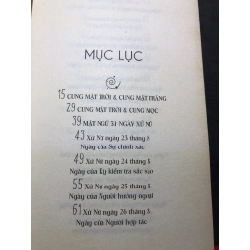 MỤC LỤC
15 CUNG MẶT TRỜI & CUNG MẶT TRĂNG
29 CUNG MẶT TRỜI & CUNG MỌC
39 MẬT NGỮ 31 NGÀY XỬ NỮ
43 Xử Nữ ngày 23 tháng 8
Ngày của Sự chính xác
49 Xử Nữ ngày 24 tháng 8
Ngày của Kỳ kiểm tra sắc sảo
55 Xử Nữ ngày 25 tháng 8
Ngày của Người hướng ngoại
61 Xử Nữ ngày 26 tháng 8
Ngày của Người hợp tác